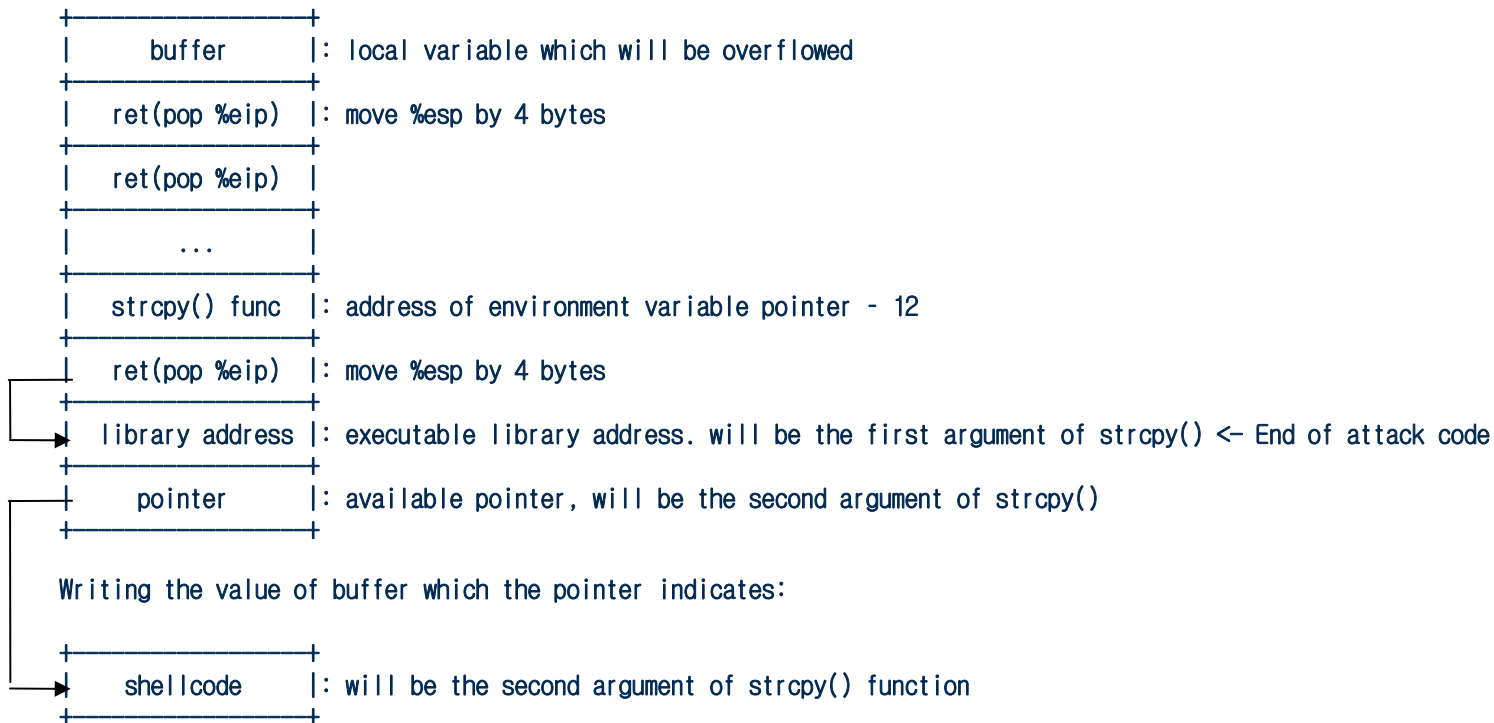 buffer : local variable which will be overflowed
ret(pop %eip) : move %esp by 4 bytes
ret(pop %eip)
...
strcpy() func : address of environment variable pointer - 12
ret(pop %eip) : move %esp by 4 bytes
library address : executable library address. will be the first argument of strcpy() <- End of attack code
pointer : available pointer, will be the second argument of strcpy()
Writing the value of buffer which the pointer indicates:
shellcode : will be the second argument of strcpy() function